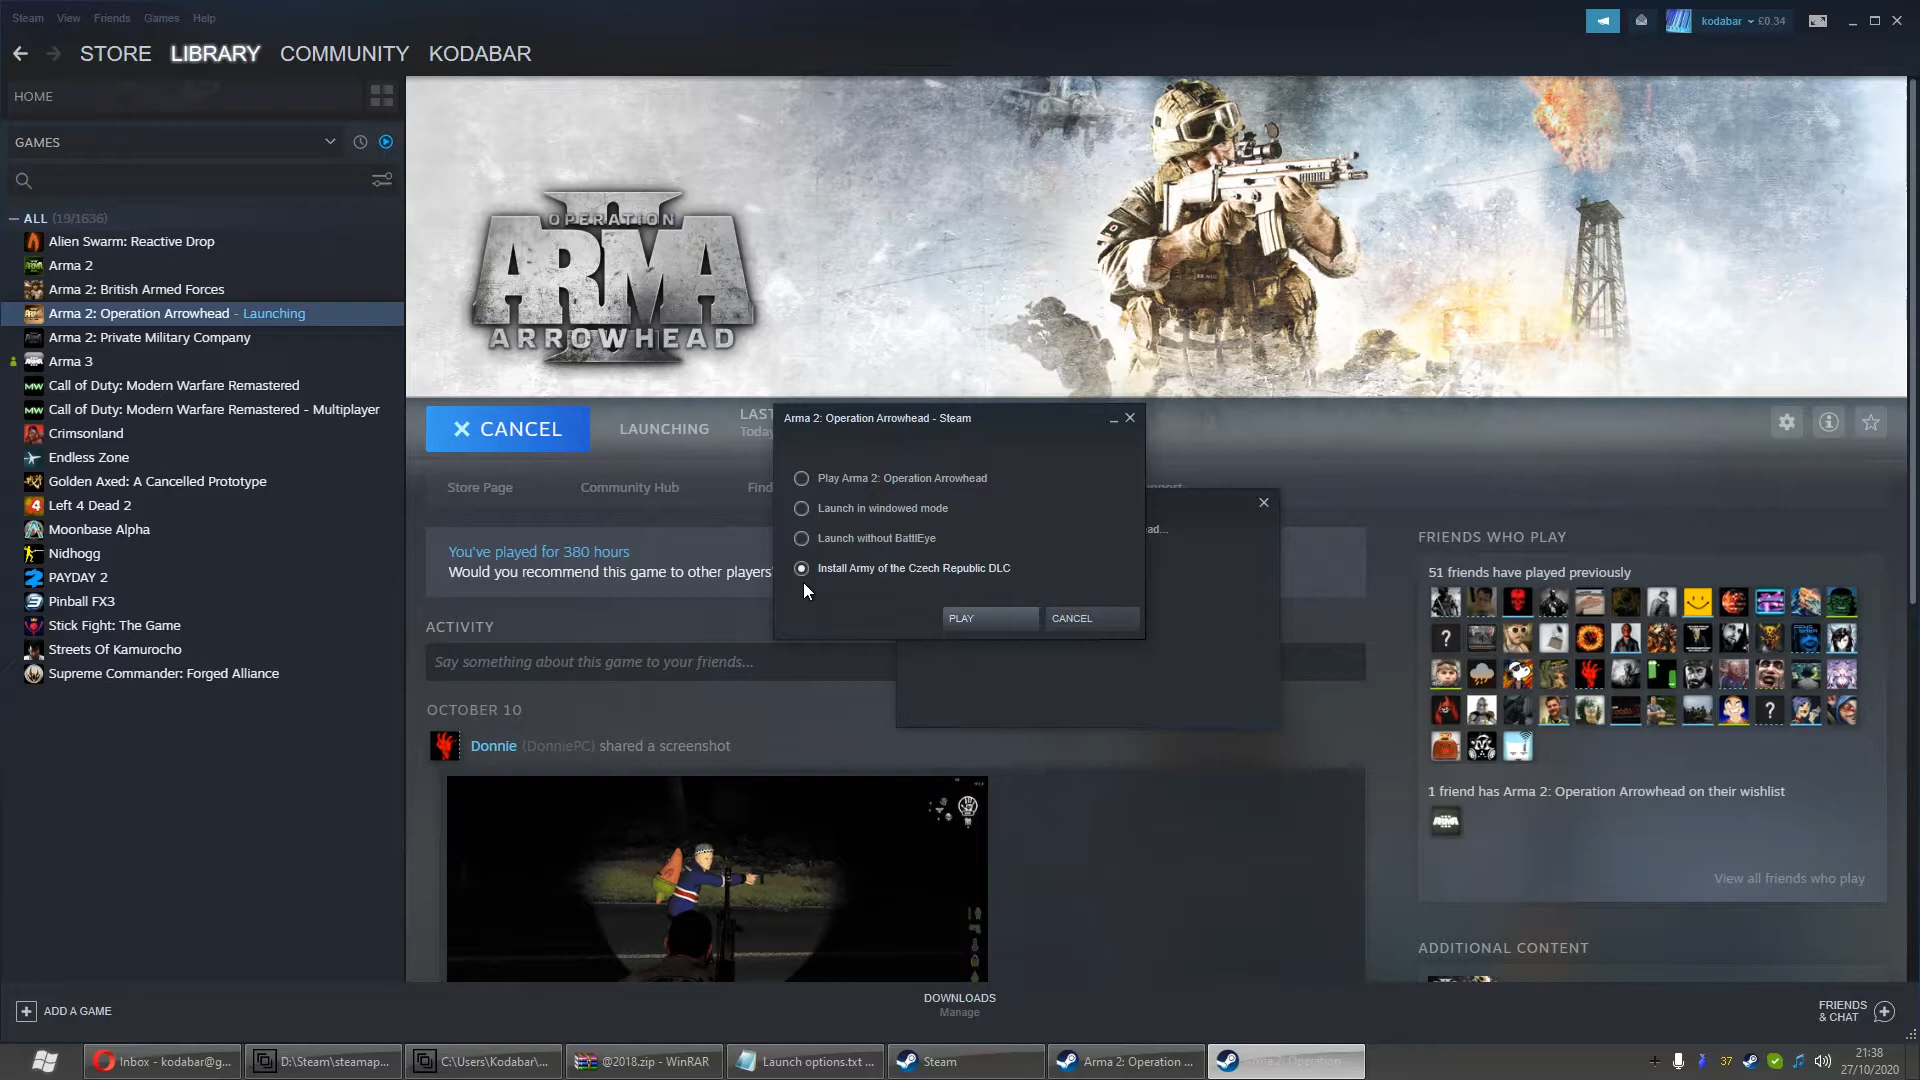 Steam View Friends Games Help
kodabar £0.34
STORE LIBRARY COMMUNITY KODABAR
HOME
GAMES
ALL (19/1636)
Alien Swarm: Reactive Drop
Arma 2
Arma 2: British Armed Forces
Arma 2: Operation Arrowhead - Launching
Arma 2: Private Military Company
Arma 3
Call of Duty: Modern Warfare Remastered
Call of Duty: Modern Warfare Remastered - Multiplayer
Crimsonland
Endless Zone
Golden Axed: A Cancelled Prototype
Left 4 Dead 2
Moonbase Alpha
Nidhogg
PAYDAY 2
Pinball FX3
Stick Fight: The Game
Streets Of Kamurocho
Supreme Commander: Forged Alliance
OPERATION
ARMA
ARROWHEAD
CANCEL LAUNCHING
LAS
Today
Store Page Community Hub Find
Arma 2: Operation Arrowhead - Steam
Play Arma 2: Operation Arrowhead
Launch in windowed mode
Launch without BattlEye
Install Army of the Czech Republic DLC
PLAY CANCEL
ad...
You've played for 380 hours
Would you recommend this game to other players
ACTIVITY
Say something about this game to your friends...
OCTOBER 10
Donnie (DonniePC) shared a screenshot
FRIENDS WHO PLAY
51 friends have played previously
1 friend has Arma 2: Operation Arrowhead on their wishlist
View all friends who play
ADDITIONAL CONTENT
ADD A GAME
DOWNLOADS
Manage
FRIENDS
& CHAT
Inbox - kodabar@g... D:\Steam\steamap... C:\Users\Kodabar\... @2018.zip - WinRAR Launch options.txt ... Steam Arma 2: Operation ... Arma 2: Operation ...
37
21:38
27/10/2020